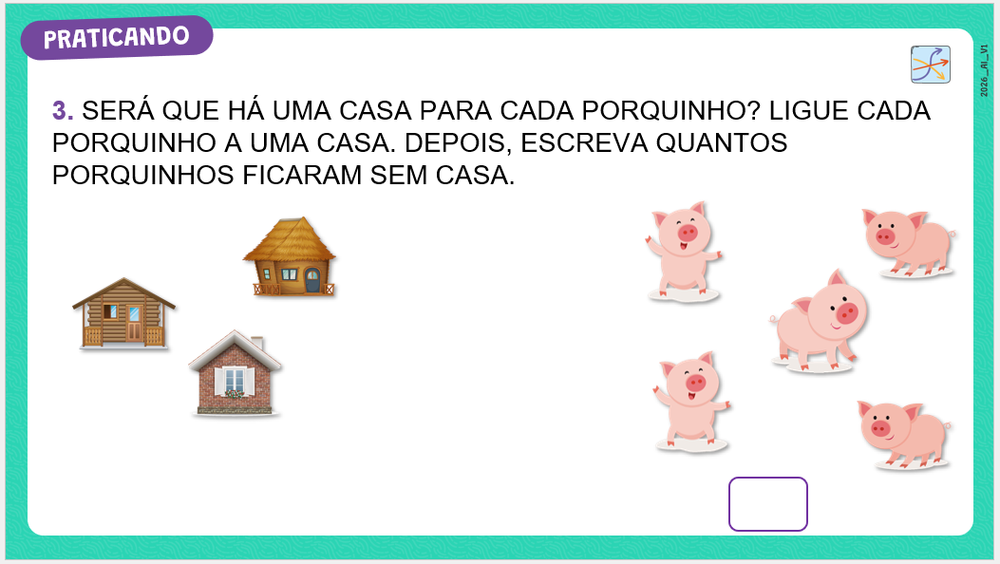 PRATICANDO
2026_AI_V1
3. SERÁ QUE HÁ UMA CASA PARA CADA PORQUINHO? LIGUE CADA
PORQUINHO A UMA CASA. DEPOIS, ESCREVA QUANTOS
PORQUINHOS FICARAM SEM CASA.